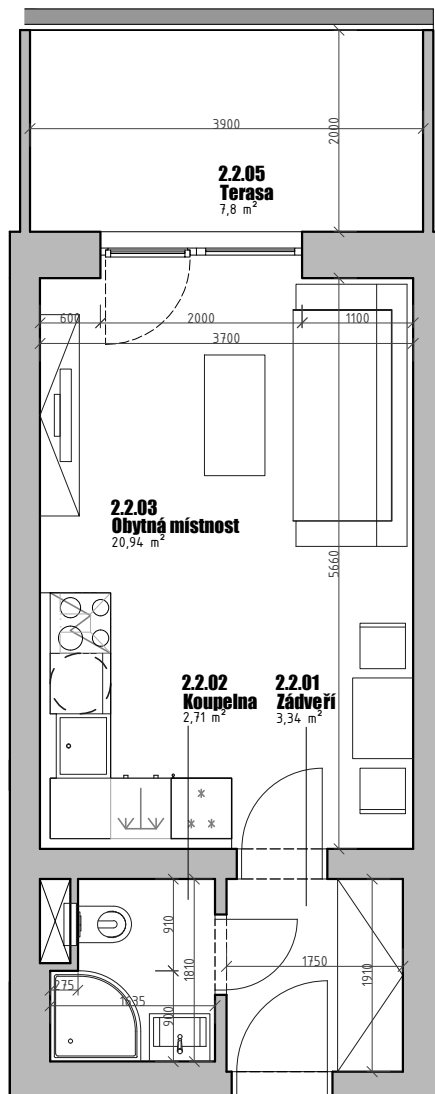 3900
2000
2.2.05
Terasa
7,8 m²
600
2000
1100
3700
2.2.03
Obytná místnost
20,94 m²
5660
2.2.02
Koupelna
2,71 m²
2.2.01
Zádveří
3,34 m²
910
1810
1750
1910
275
1635
900